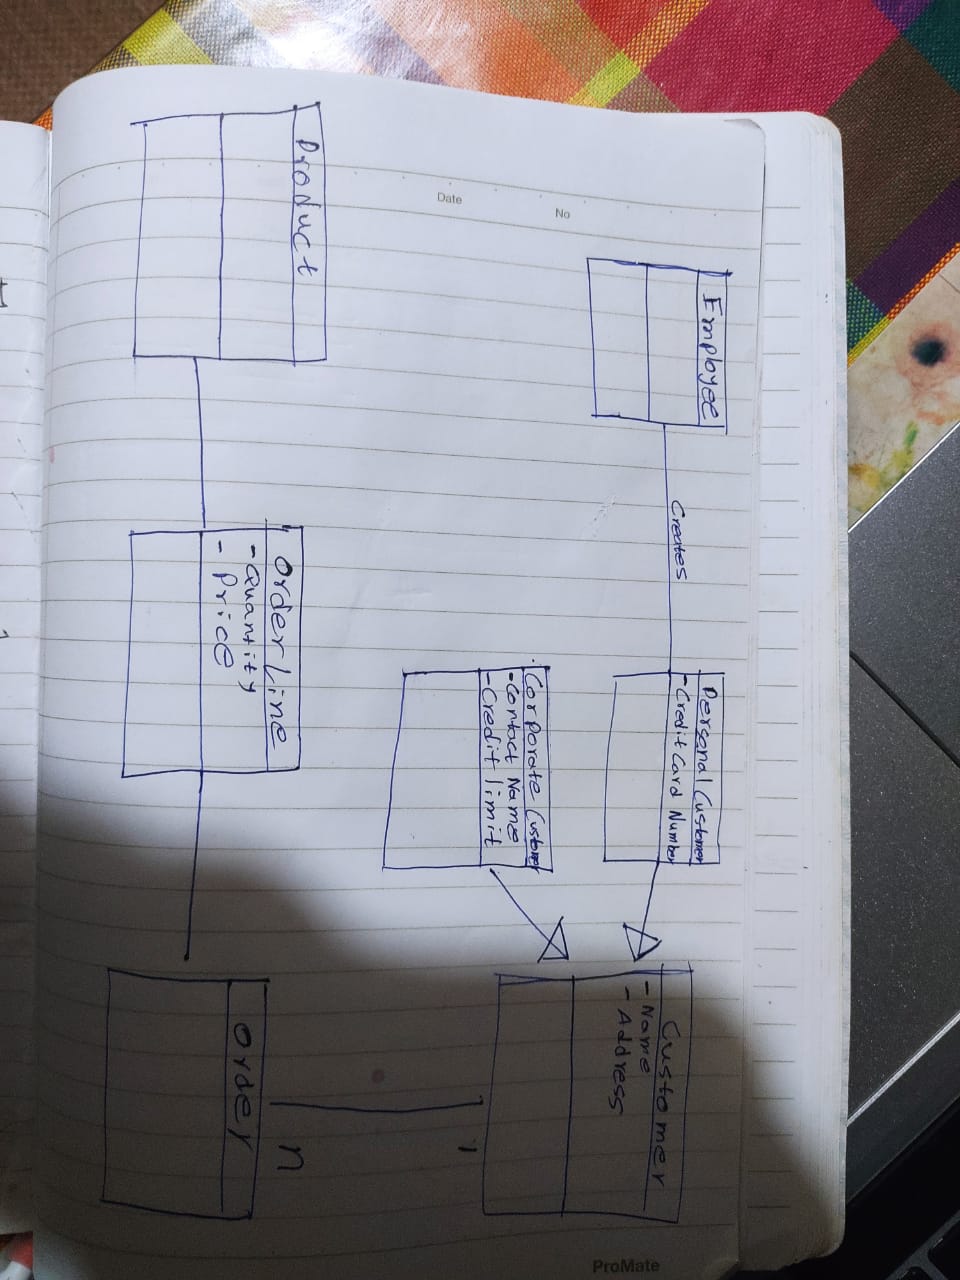 Employee
Creates
Personal Customer
- Credit Card Number
Customer
- Name
- Address
Corporate Customer
- Contact Name
- Credit limit
1
n
Product
Order Line
- Quantity
- Price
Order
No
Date
ProMate